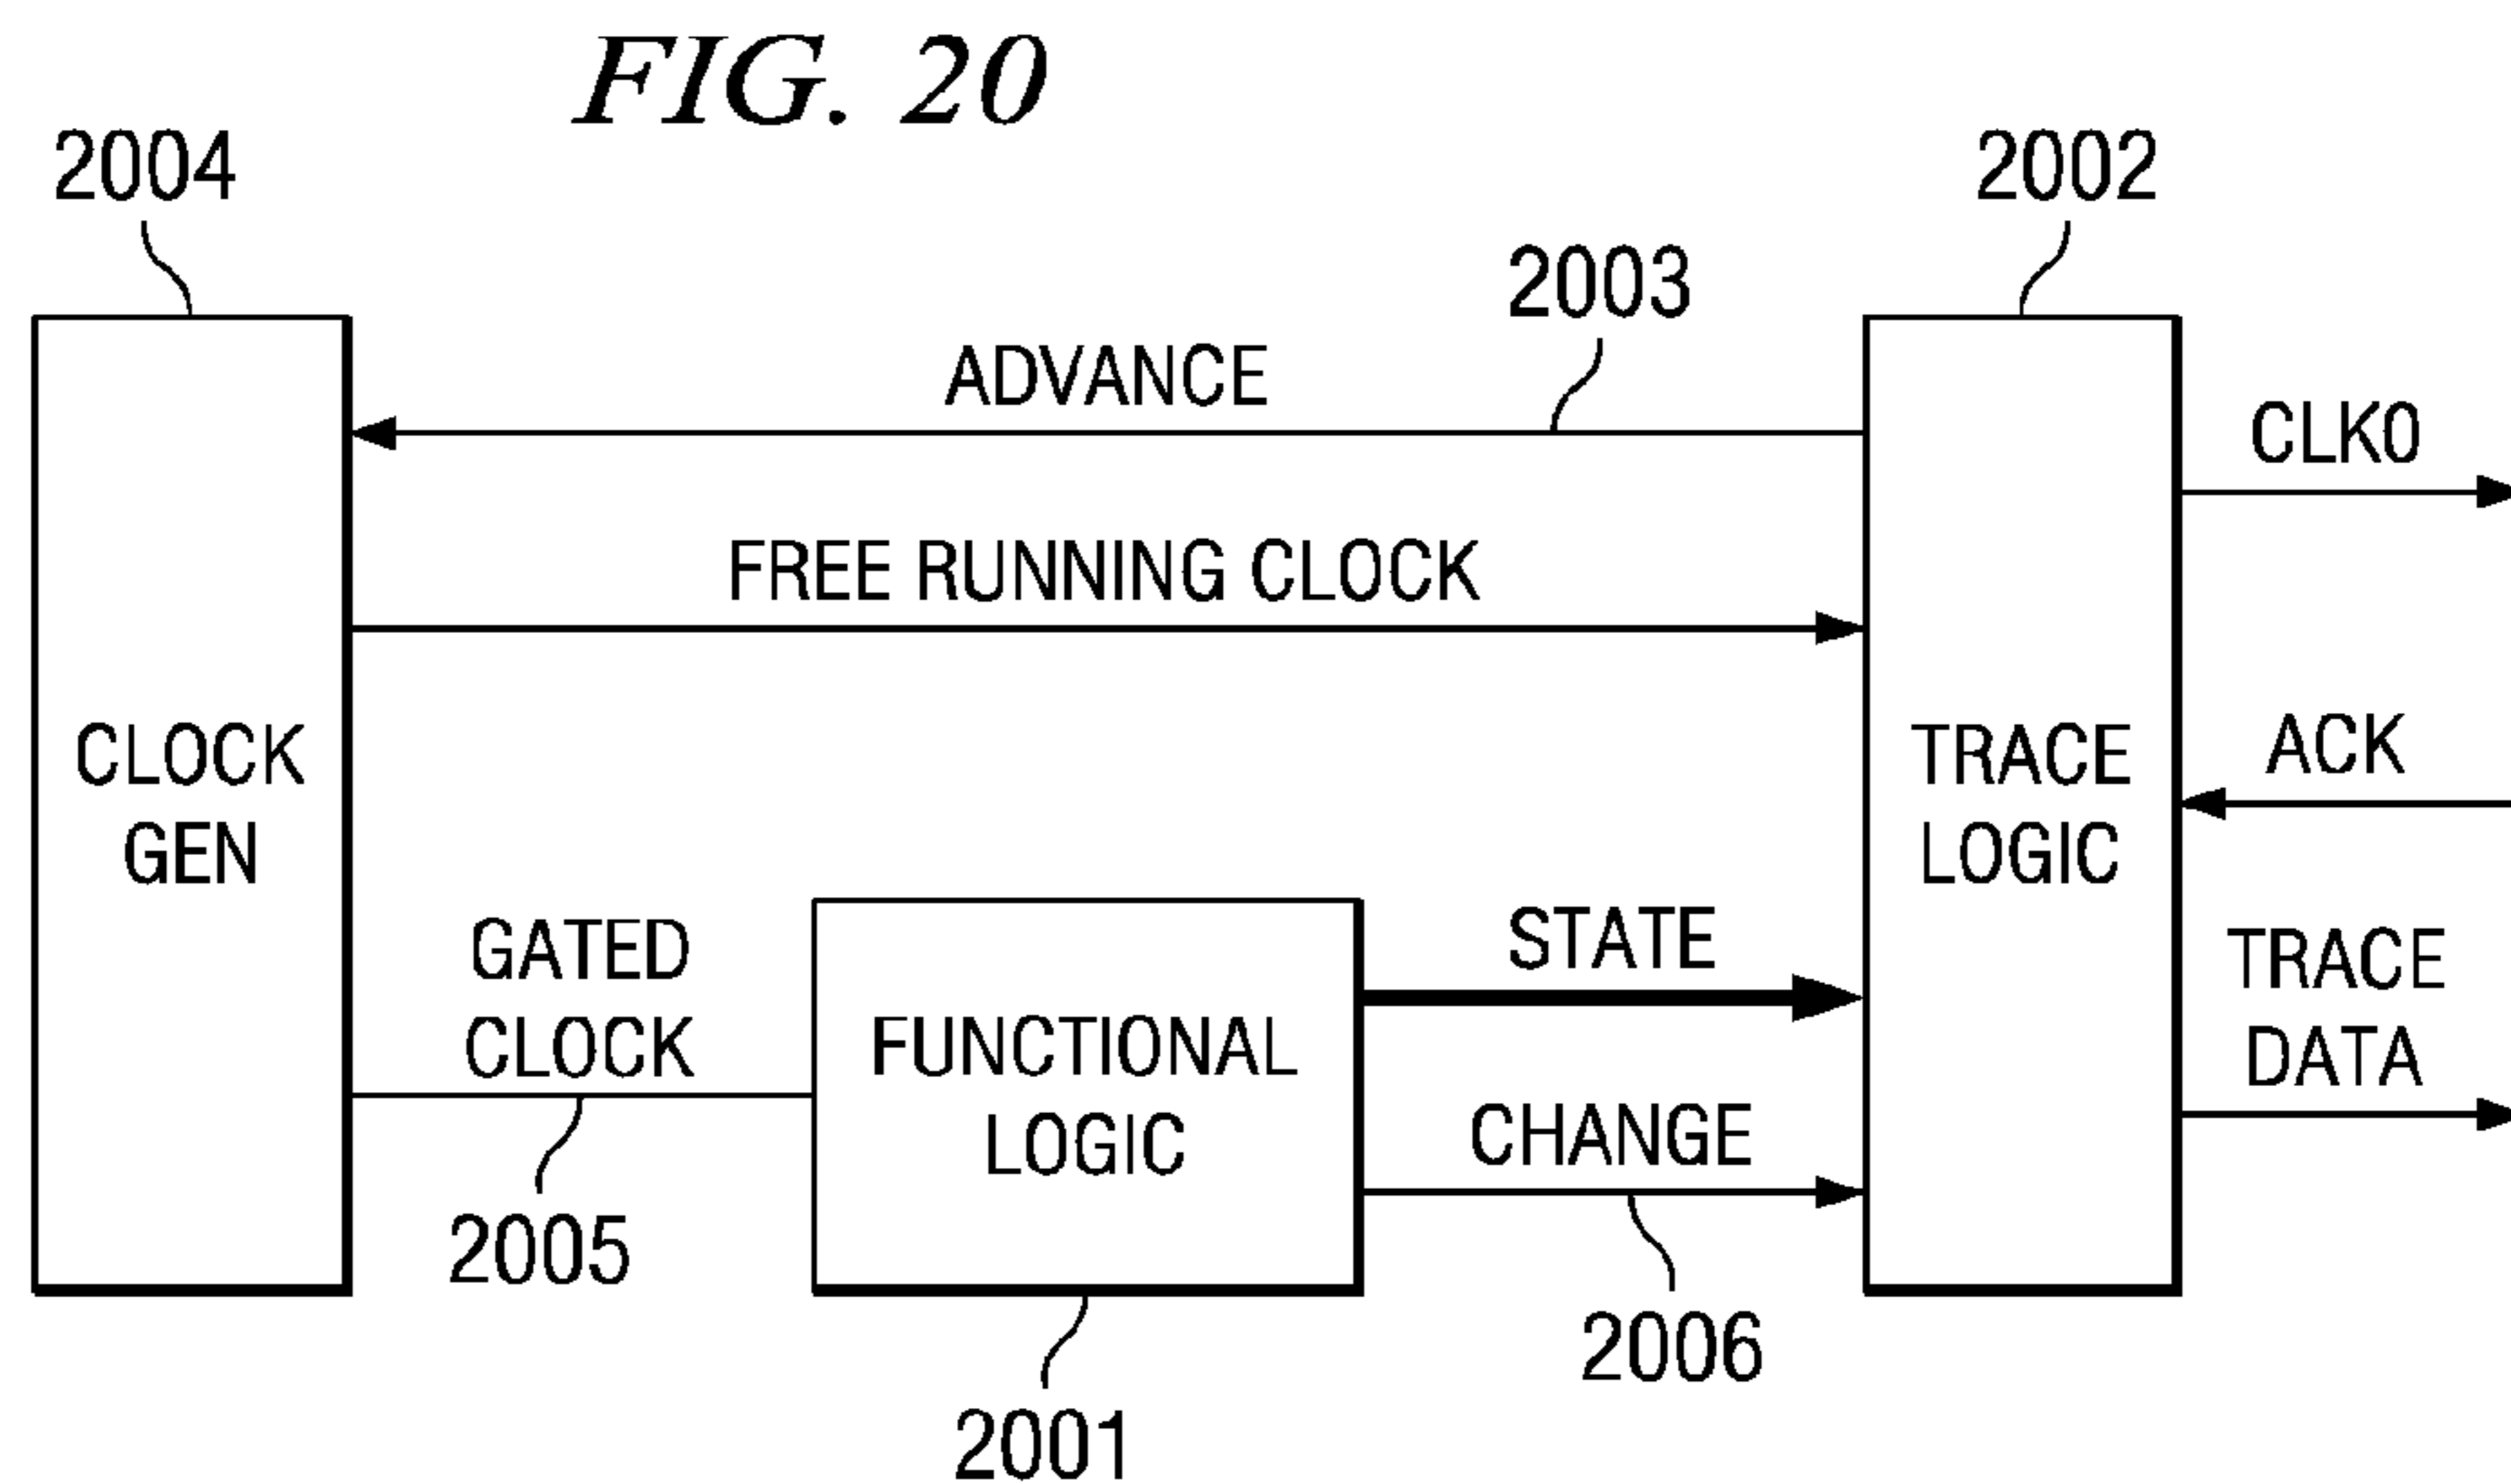 FIG. 20
2004
2002
2003
ADVANCE
CLKO
FREE RUNNING CLOCK
CLOCK
GEN
TRACE
LOGIC
ACK
GATED
CLOCK
FUNCTIONAL
LOGIC
STATE
CHANGE
TRACE
DATA
2005
2006
2001